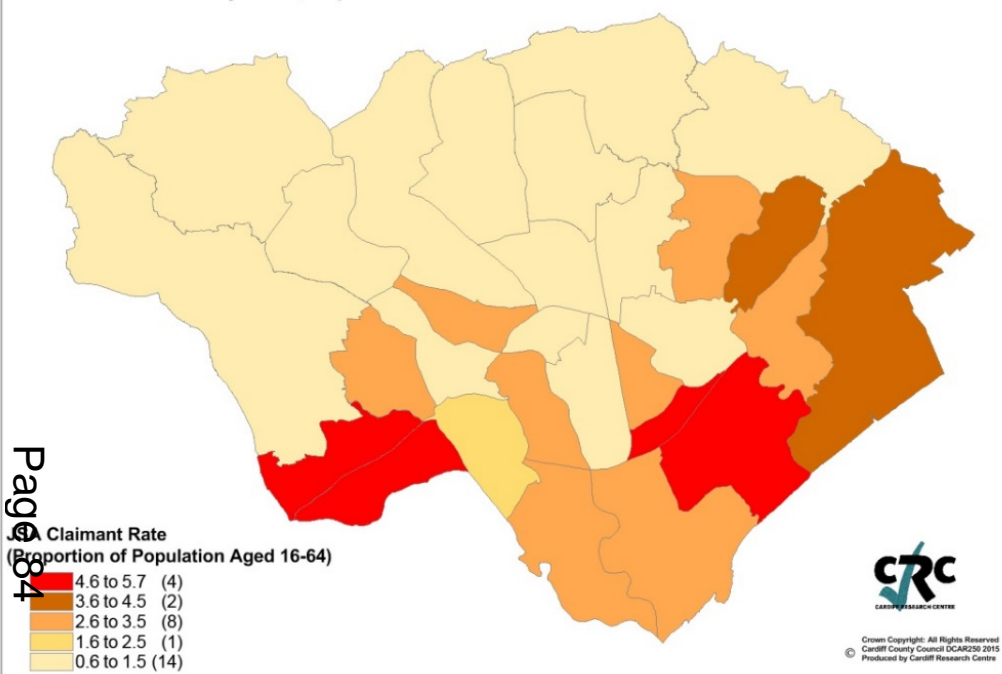 Page 84
JSA Claimant Rate
(Proportion of Population Aged 16-64)
4.6 to 5.7 (4)
3.6 to 4.5 (2)
2.6 to 3.5 (8)
1.6 to 2.5 (1)
0.6 to 1.5 (14)
CRC
CARDIFF RESEARCH CENTRE
Crown Copyright: All Rights Reserved
© Cardiff County Council DCAR250 2015
Produced by Cardiff Research Centre